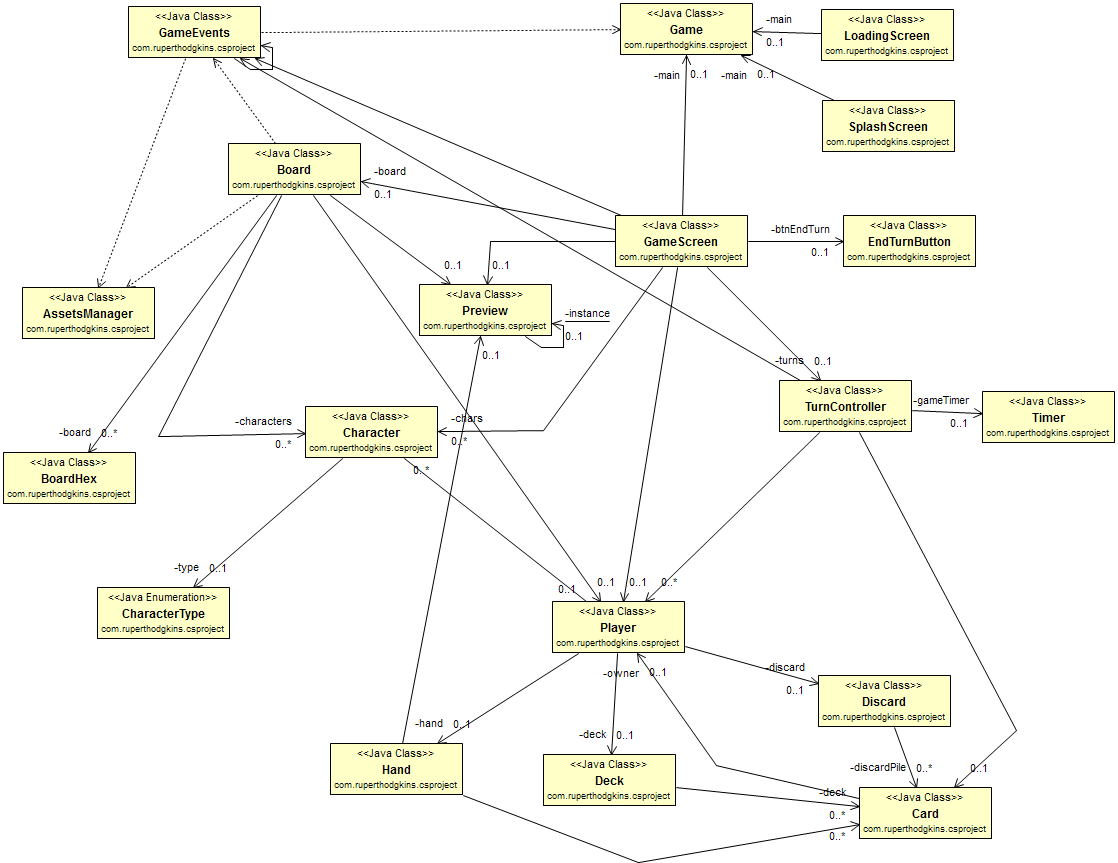 <<Java Class>>
GameEvents
com.ruperthodgkins.csproject
<<Java Class>>
Game
com.ruperthodgkins.csproject
-main
0..1
<<Java Class>>
LoadingScreen
com.ruperthodgkins.csproject
-main
0..1
-main
0..1
<<Java Class>>
SplashScreen
com.ruperthodgkins.csproject
<<Java Class>>
Board
com.ruperthodgkins.csproject
-board
0..1
<<Java Class>>
GameScreen
com.ruperthodgkins.csproject
-btnEndTurn
0..1
<<Java Class>>
EndTurnButton
com.ruperthodgkins.csproject
0..1
0..1
<<Java Class>>
AssetsManager
com.ruperthodgkins.csproject
<<Java Class>>
Preview
com.ruperthodgkins.csproject
-instance
0..1
0..1
-turns
0..1
<<Java Class>>
TurnController
com.ruperthodgkins.csproject
-gameTimer
0..1
<<Java Class>>
Timer
com.ruperthodgkins.csproject
-board
0..*
<<Java Class>>
BoardHex
com.ruperthodgkins.csproject
-characters
0..*
<<Java Class>>
Character
com.ruperthodgkins.csproject
-chars
0..*
0..*
-type
0..1
<<Java Enumeration>>
CharacterType
com.ruperthodgkins.csproject
0..1
0..1
0..1
0..*
<<Java Class>>
Player
com.ruperthodgkins.csproject
-owner
0..1
-discard
0..1
<<Java Class>>
Discard
com.ruperthodgkins.csproject
-hand
0..1
<<Java Class>>
Hand
com.ruperthodgkins.csproject
-deck
0..1
<<Java Class>>
Deck
com.ruperthodgkins.csproject
-discardPile
0..*
0..1
-deck
0..*
0..*
<<Java Class>>
Card
com.ruperthodgkins.csproject